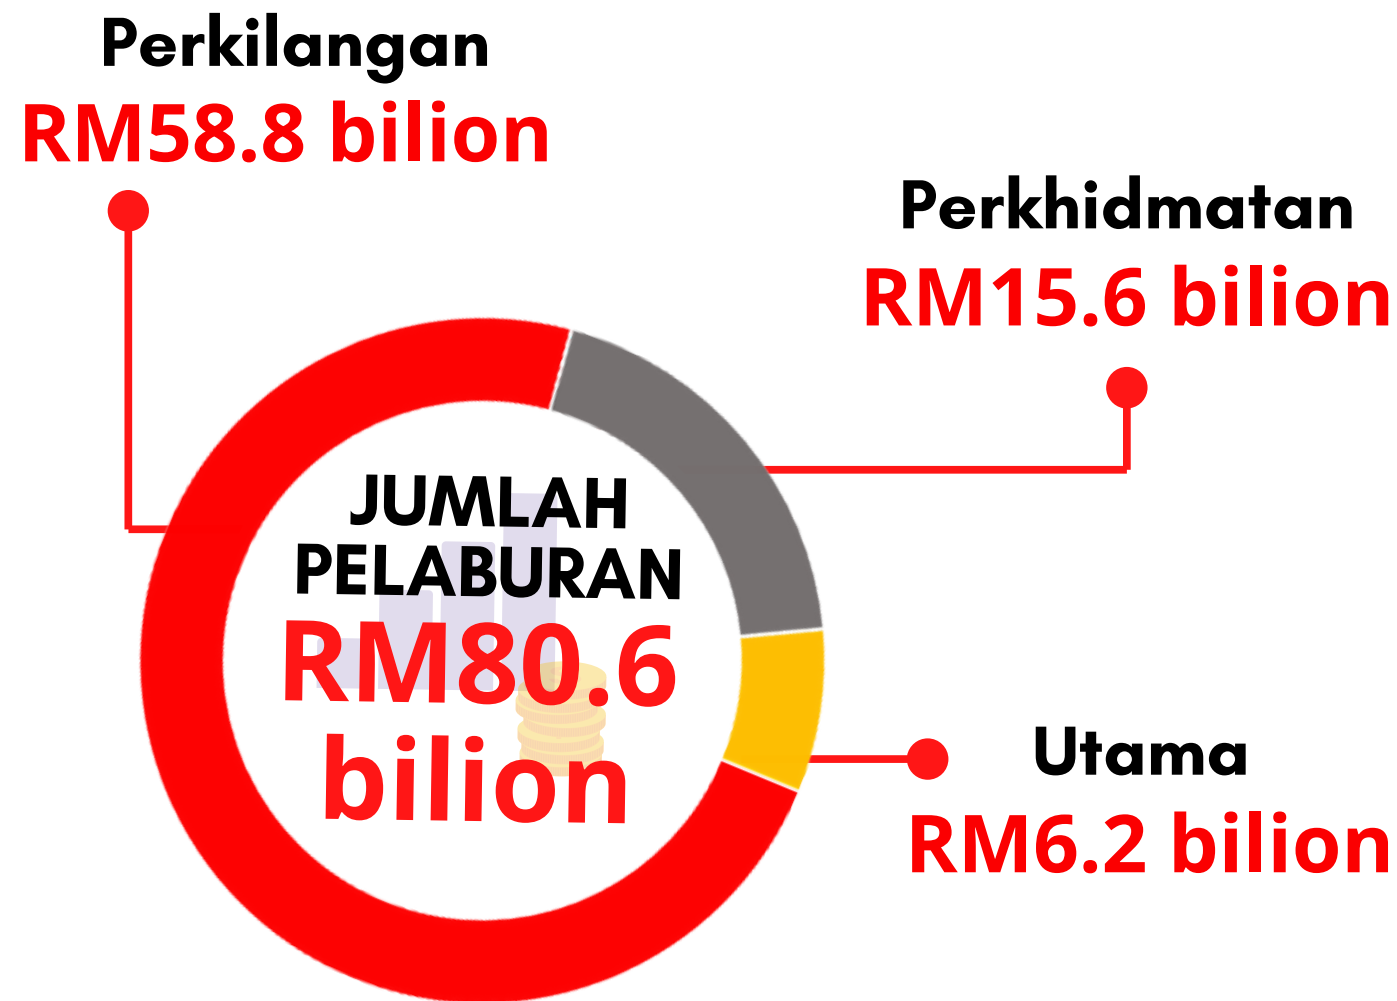 Perkilangan
RM58.8 bilion
Perkhidmatan
RM15.6 bilion
JUMLAH
PELABURAN
RM80.6
bilion
Utama
RM6.2 bilion